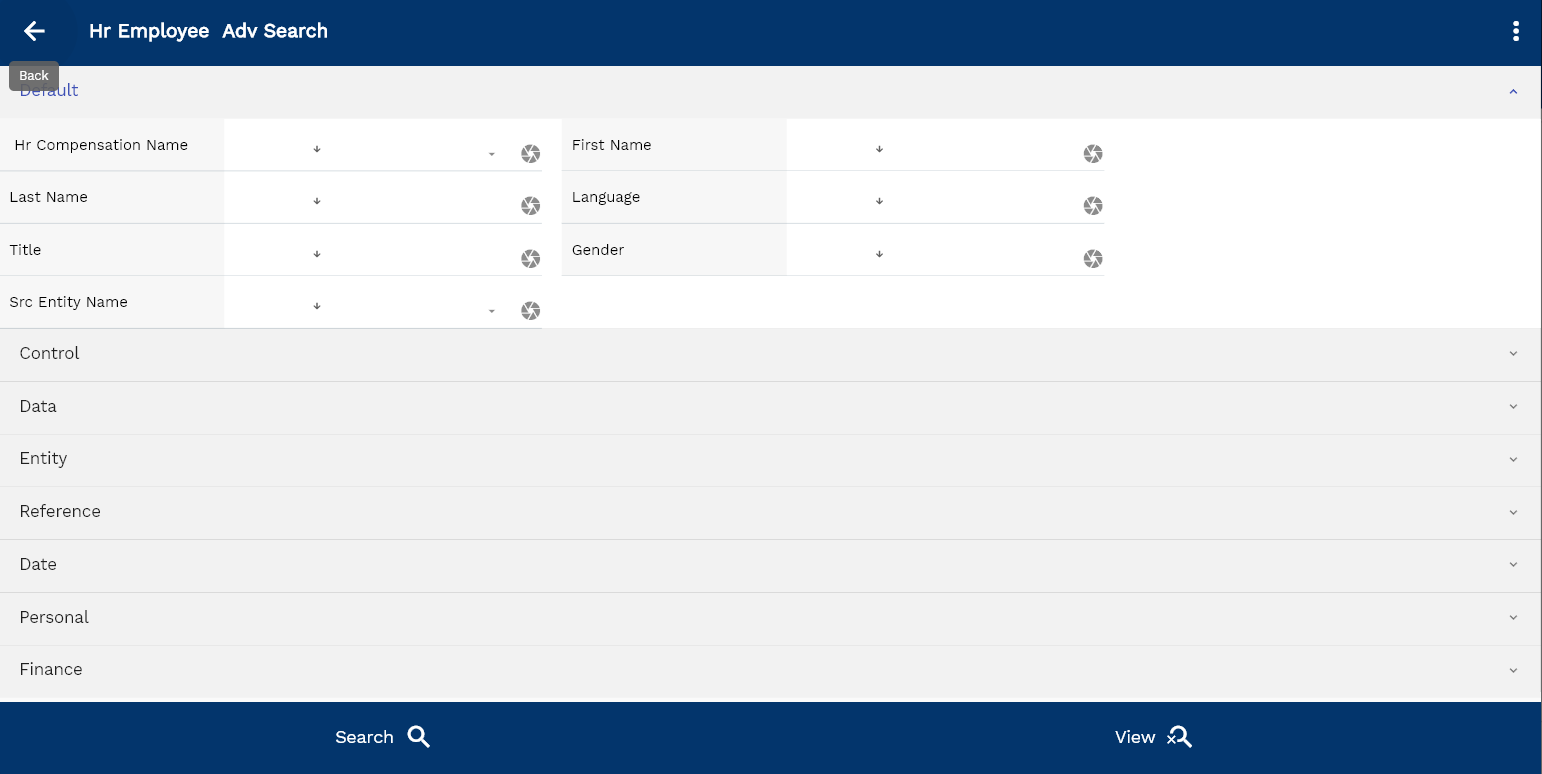 Hr Employee Adv Search
Back
Default
Hr Compensation Name First Name
Last Name Language
Title Gender
Src Entity Name
Control
Data
Entity
Reference
Date
Personal
Finance
Search View